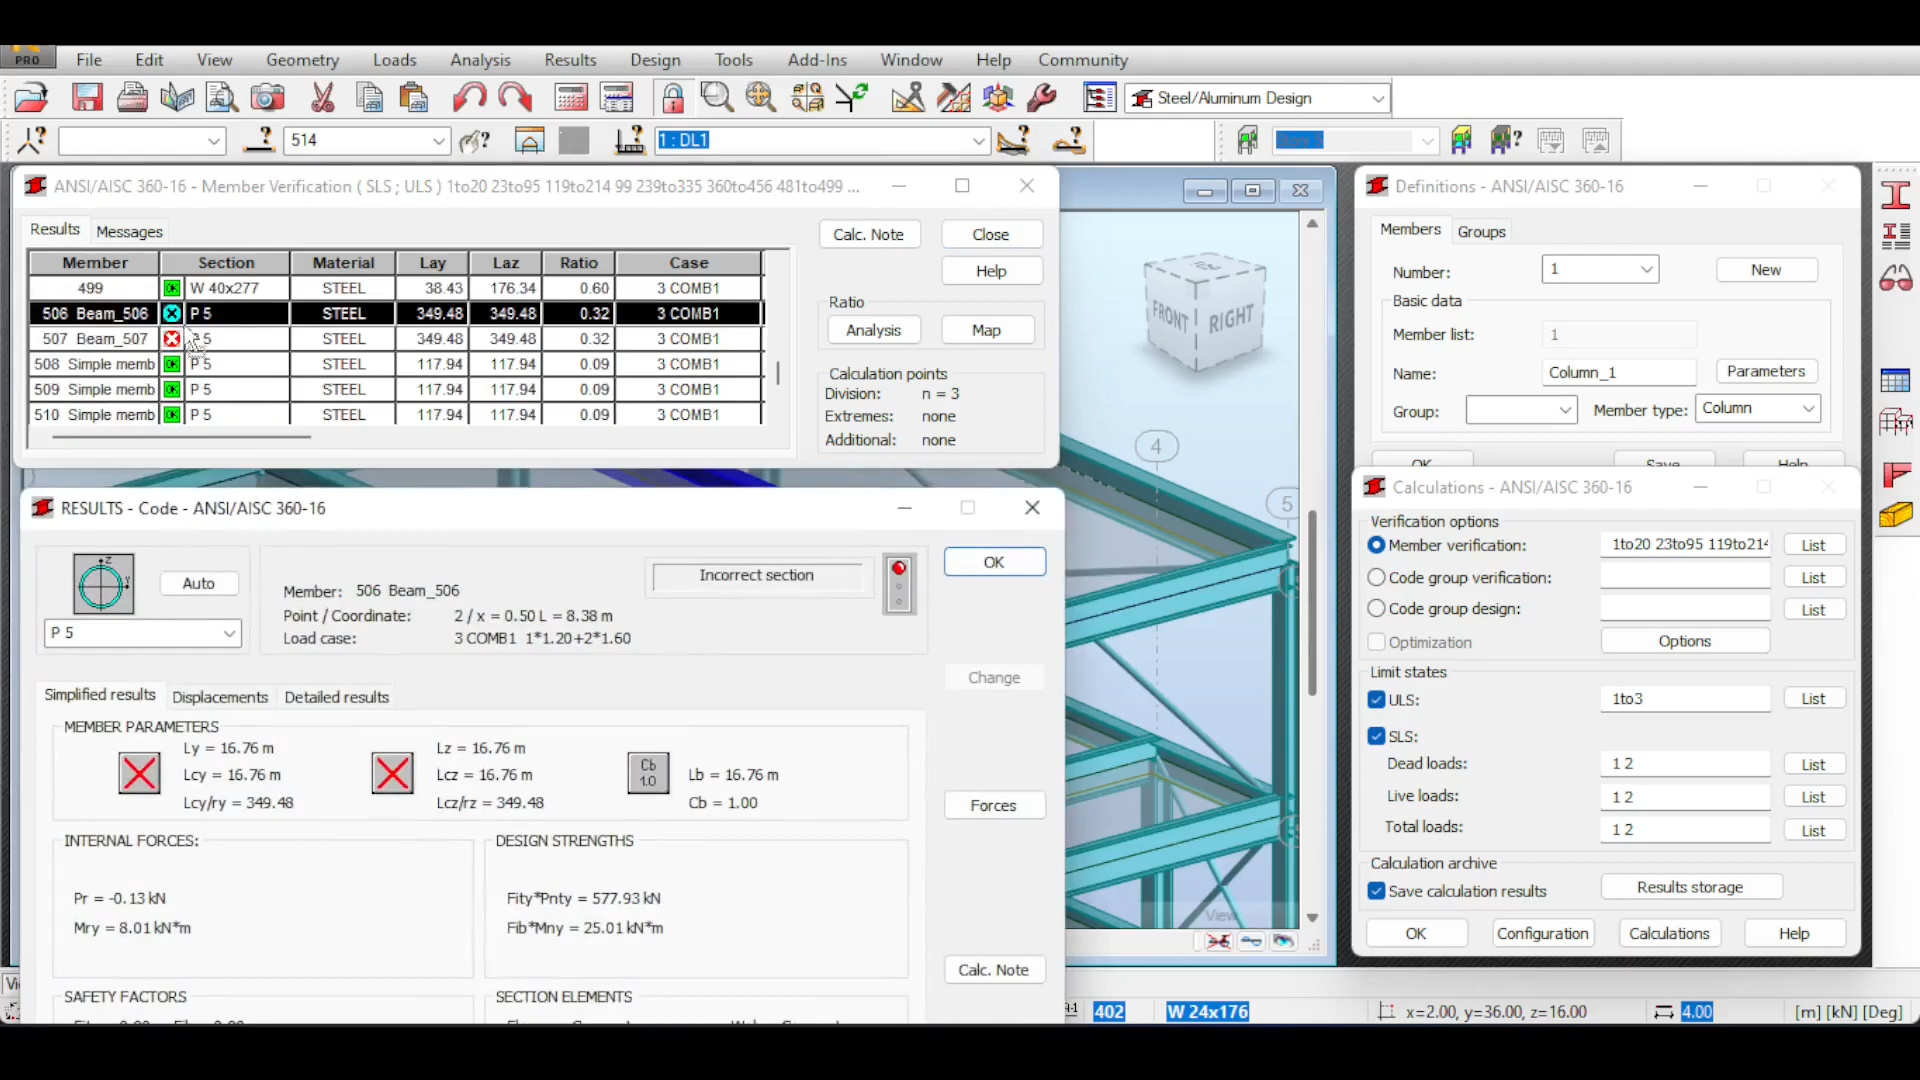 PRO File Edit View Geometry Loads Analysis Results Design Tools Add-Ins Window Help Community
Steel/Aluminum Design
514 1 : DL1
ANSI/AISC 360-16 - Member Verification ( SLS ; ULS ) 1to20 23to95 119to214 99 239to335 360to456 481to499 ...
Results Messages
Member Section Material Lay Laz Ratio Case
499 OK W 40x277 STEEL 38.43 176.34 0.60 3 COMB1
506 Beam_506 P 5 STEEL 349.48 349.48 0.32 3 COMB1
507 Beam_507 P 5 STEEL 349.48 349.48 0.32 3 COMB1
508 Simple memb OK P 5 STEEL 117.94 117.94 0.09 3 COMB1
509 Simple memb OK P 5 STEEL 117.94 117.94 0.09 3 COMB1
510 Simple memb OK P 5 STEEL 117.94 117.94 0.09 3 COMB1
Calc. Note Close
Help
Ratio
Analysis Map
Calculation points
Division: n = 3
Extremes: none
Additional: none
TOP
FRONT RIGHT
4
5
View
RESULTS - Code - ANSI/AISC 360-16
Auto
P 5
Member: 506 Beam_506
Point / Coordinate: 2 / x = 0.50 L = 8.38 m
Load case: 3 COMB1 1*1.20+2*1.60
Incorrect section
OK
Change
Simplified results Displacements Detailed results
MEMBER PARAMETERS
Ly = 16.76 m
Lcy = 16.76 m
Lcy/ry = 349.48
Lz = 16.76 m
Lcz = 16.76 m
Lcz/rz = 349.48
Cb
1.0
Lb = 16.76 m
Cb = 1.00
Forces
INTERNAL FORCES:
Pr = -0.13 kN
Mry = 8.01 kN*m
DESIGN STRENGTHS
Fity*Pnty = 577.93 kN
Fib*Mny = 25.01 kN*m
Calc. Note
SAFETY FACTORS
SECTION ELEMENTS
Definitions - ANSI/AISC 360-16
Members Groups
Number: 1 New
Basic data
Member list: 1
Name: Column_1 Parameters
Group: Member type: Column
OK Save Help
Calculations - ANSI/AISC 360-16
Verification options
Member verification: 1to20 23to95 119to214 List
Code group verification: List
Code group design: List
Optimization Options
Limit states
ULS: 1to3 List
SLS:
Dead loads: 1 2 List
Live loads: 1 2 List
Total loads: 1 2 List
Calculation archive
Save calculation results Results storage
OK Configuration Calculations Help
402 W 24x176 x=2.00, y=36.00, z=16.00 4.00 [m] [kN] [Deg]